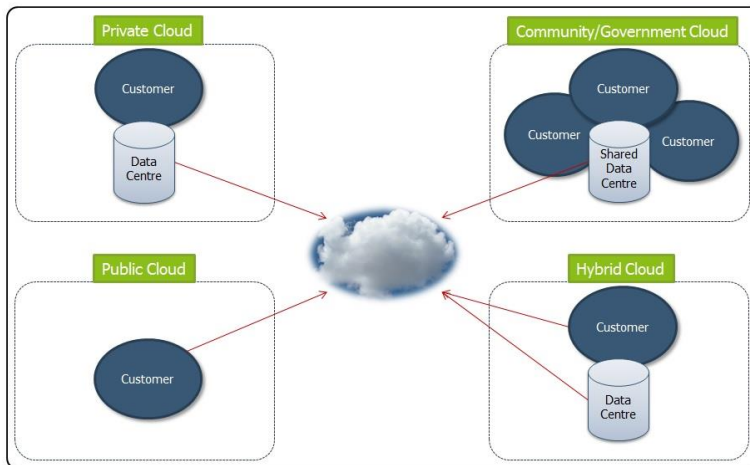 Private Cloud
Customer
Data
Centre
Community/Government Cloud
Customer
Customer
Customer
Shared
Data
Centre
Public Cloud
Customer
Hybrid Cloud
Customer
Data
Centre